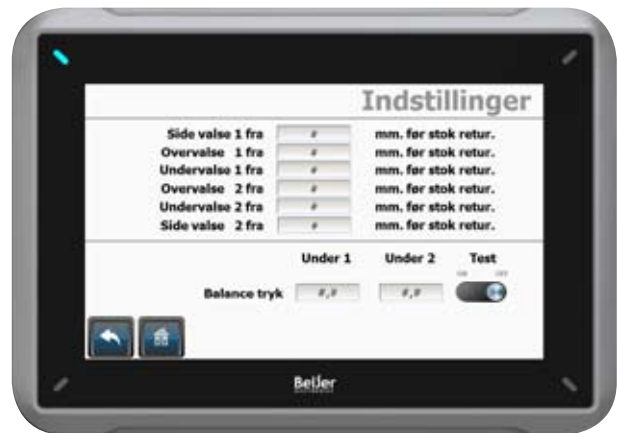 Indstillinger
Side valse 1 fra # mm. før stok retur.
Overvalse 1 fra # mm. før stok retur.
Undervalse 1 fra # mm. før stok retur.
Overvalse 2 fra # mm. før stok retur.
Undervalse 2 fra # mm. før stok retur.
Side valse 2 fra # mm. før stok retur.
Under 1 Under 2 Test
Balance tryk #,# #,#
Beijer